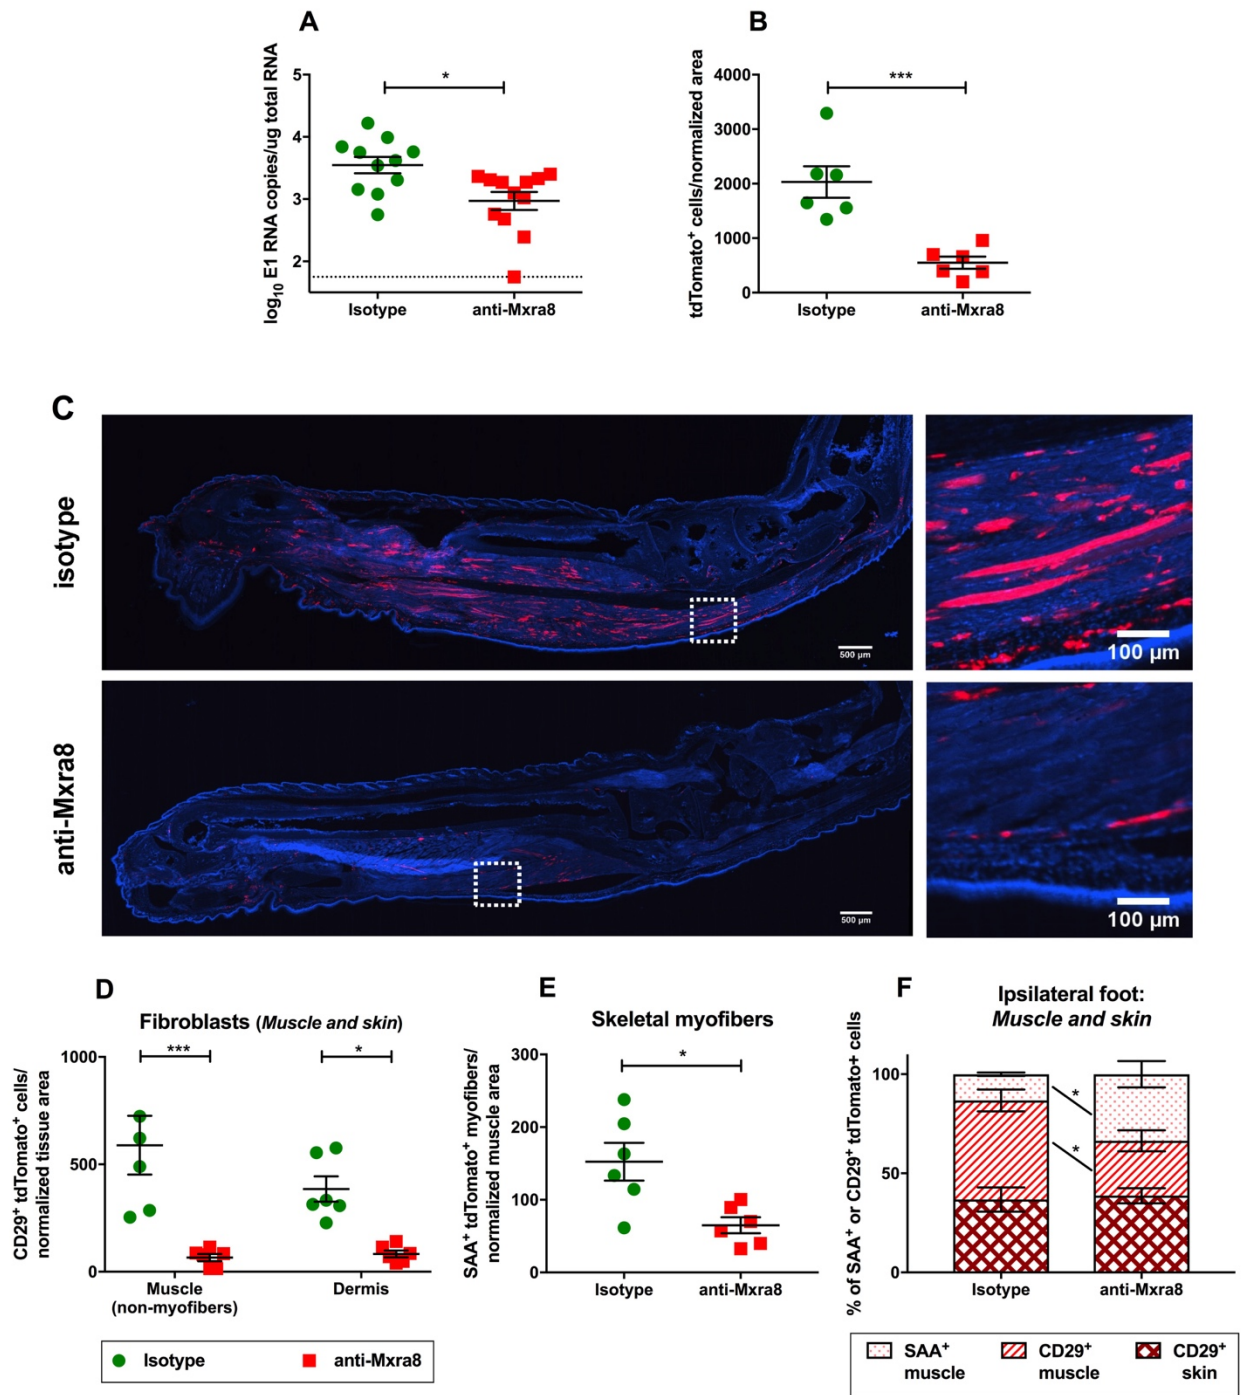 A
*
5
4
3
2
log10 E1 RNA copies/ug total RNA
Isotype
anti-Mxra8
B
***
4000
3000
2000
1000
0
tdTomato+ cells/normalized area
Isotype
anti-Mxra8
C
isotype
500 µm
100 µm
anti-Mxra8
500 µm
100 µm
D
Fibroblasts (Muscle and skin)
***
*
1000
500
0
CD29+ tdTomato+ cells/
normalized tissue area
Muscle
(non-myofibers)
Dermis
Isotype
anti-Mxra8
E
Skeletal myofibers
*
300
200
100
0
SAA+ tdTomato+ myofibers/
normalized muscle area
Isotype
anti-Mxra8
F
Ipsilateral foot:
Muscle and skin
*
*
100
50
0
% of SAA+ or CD29+ tdTomato+ cells
Isotype
anti-Mxra8
SAA+
muscle
CD29+
muscle
CD29+
skin